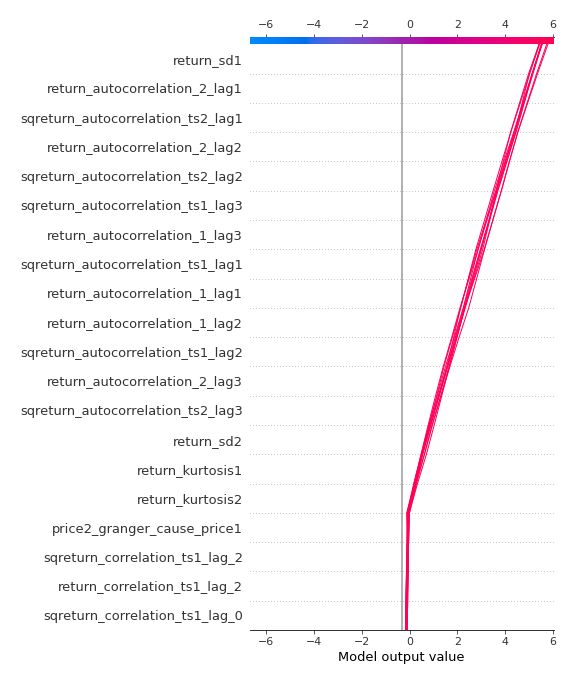 −6 −4 −2 0 2 4 6
return_sd1
return_autocorrelation_2_lag1
sqreturn_autocorrelation_ts2_lag1
return_autocorrelation_2_lag2
sqreturn_autocorrelation_ts2_lag2
sqreturn_autocorrelation_ts1_lag3
return_autocorrelation_1_lag3
sqreturn_autocorrelation_ts1_lag1
return_autocorrelation_1_lag1
return_autocorrelation_1_lag2
sqreturn_autocorrelation_ts1_lag2
return_autocorrelation_2_lag3
sqreturn_autocorrelation_ts2_lag3
return_sd2
return_kurtosis1
return_kurtosis2
price2_granger_cause_price1
sqreturn_correlation_ts1_lag_2
return_correlation_ts1_lag_2
sqreturn_correlation_ts1_lag_0
−6 −4 −2 0 2 4 6
Model output value